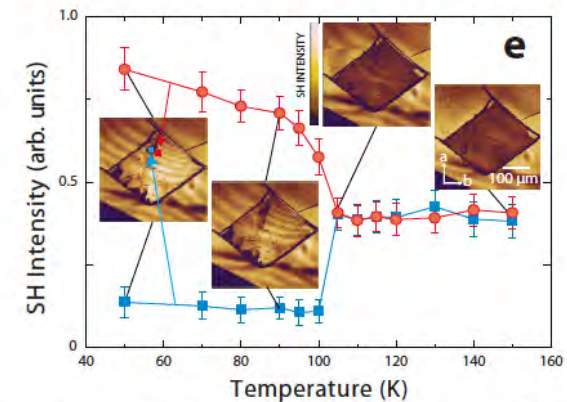 1.0
0.5
0
SH Intensity (arb. units)
40 60 80 100 120 140 160
Temperature (K)
e
SH INTENSITY
a
b
100 μm